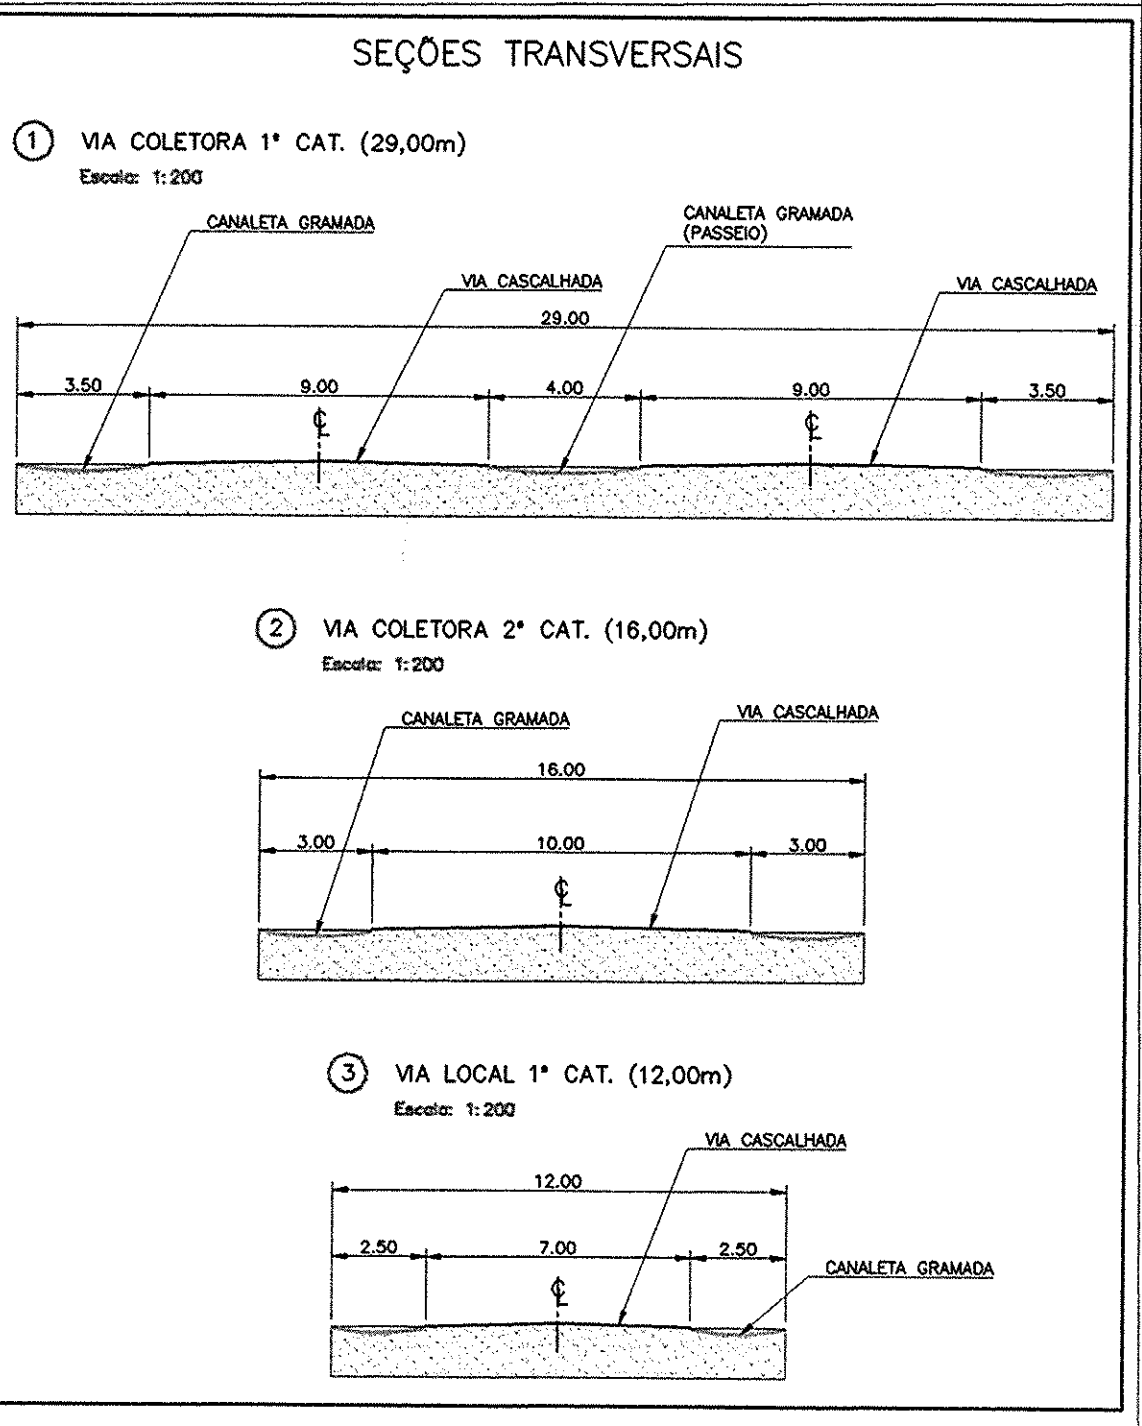 SEÇÕES TRANSVERSAIS
1 VIA COLETORA 1ª CAT. (29,00m)
Escala: 1:200
CANALETA GRAMADA
CANALETA GRAMADA
(PASSEIO)
VIA CASCALHADA
VIA CASCALHADA
29.00
3.50 9.00 4.00 9.00 3.50
℄ ℄
2 VIA COLETORA 2ª CAT. (16,00m)
Escala: 1:200
CANALETA GRAMADA
VIA CASCALHADA
16.00
3.00 10.00 3.00
℄
3 VIA LOCAL 1ª CAT. (12,00m)
Escala: 1:200
VIA CASCALHADA
12.00
2.50 7.00 2.50
CANALETA GRAMADA
℄